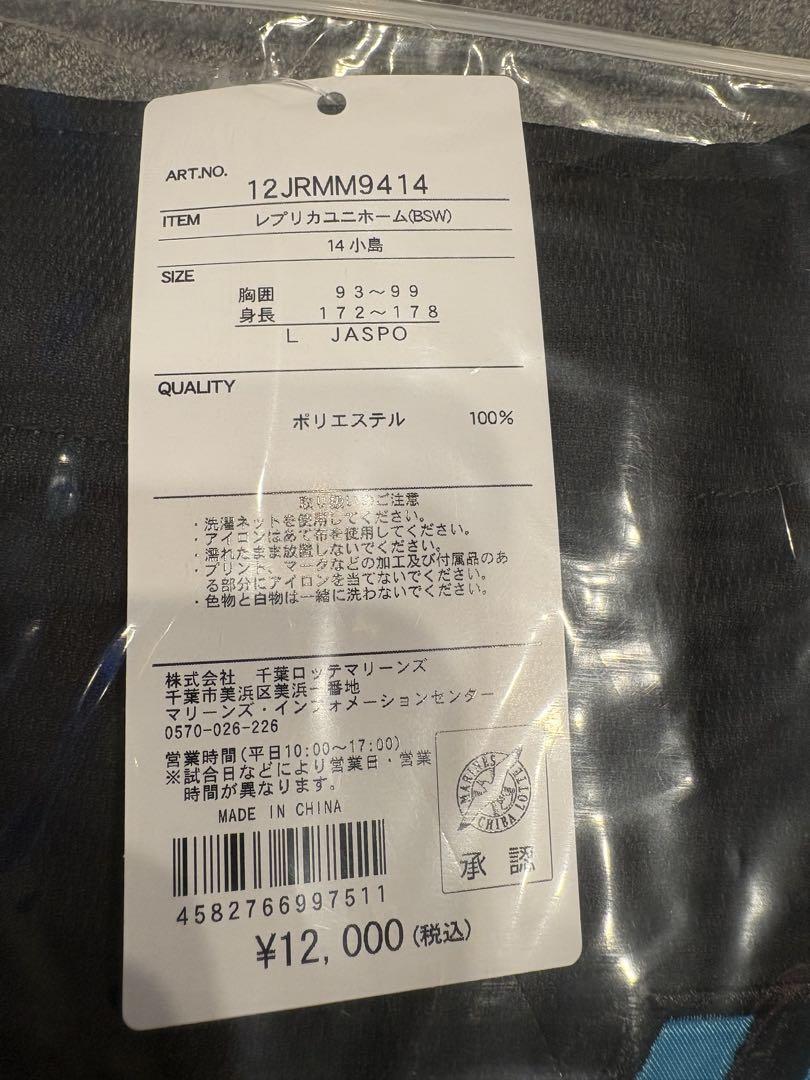 ART.NO.
12JRMM9414
ITEM レプリカユニホーム(BSW)
14 小島
SIZE
胸囲 93〜99
身長 172〜178
L JASPO
QUALITY
ポリエステル 100%
取り扱いのご注意
・洗濯ネットを使用してください。
・アイロンはあて布を使用してください。
・濡れたまま放置しないでください。
・プリント、マークなどの加工及び付属品のあ
る部分にアイロンを当てないでください。
・色物と白物は一緒に洗わないでください。
株式会社 千葉ロッテマリーンズ
千葉市美浜区美浜一番地
マリーンズ・インフォメーションセンター
0570-026-226
営業時間(平日10:00〜17:00)
※試合日などにより営業日・営業
時間が異なります。
MADE IN CHINA
MARINES
LOTTE
CHIBA
承認
4582766997511
¥12,000(税込)